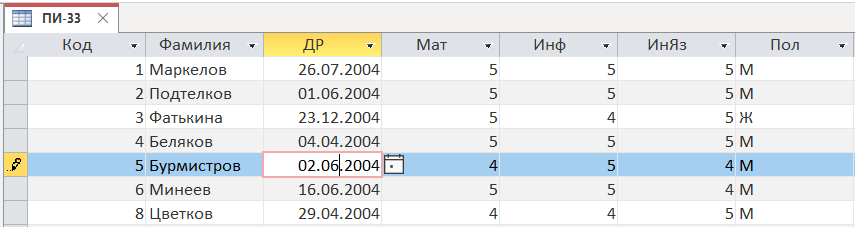 ПИ-33
Код Фамилия ДР Мат Инф ИнЯз Пол
1 Маркелов 26.07.2004 5 5 5 М
2 Подтелков 01.06.2004 5 5 5 М
3 Фатькина 23.12.2004 5 4 5 Ж
4 Беляков 04.04.2004 5 5 5 М
5 Бурмистров 02.06.2004 4 5 4 М
6 Минеев 16.06.2004 5 5 4 М
8 Цветков 29.04.2004 4 4 5 М